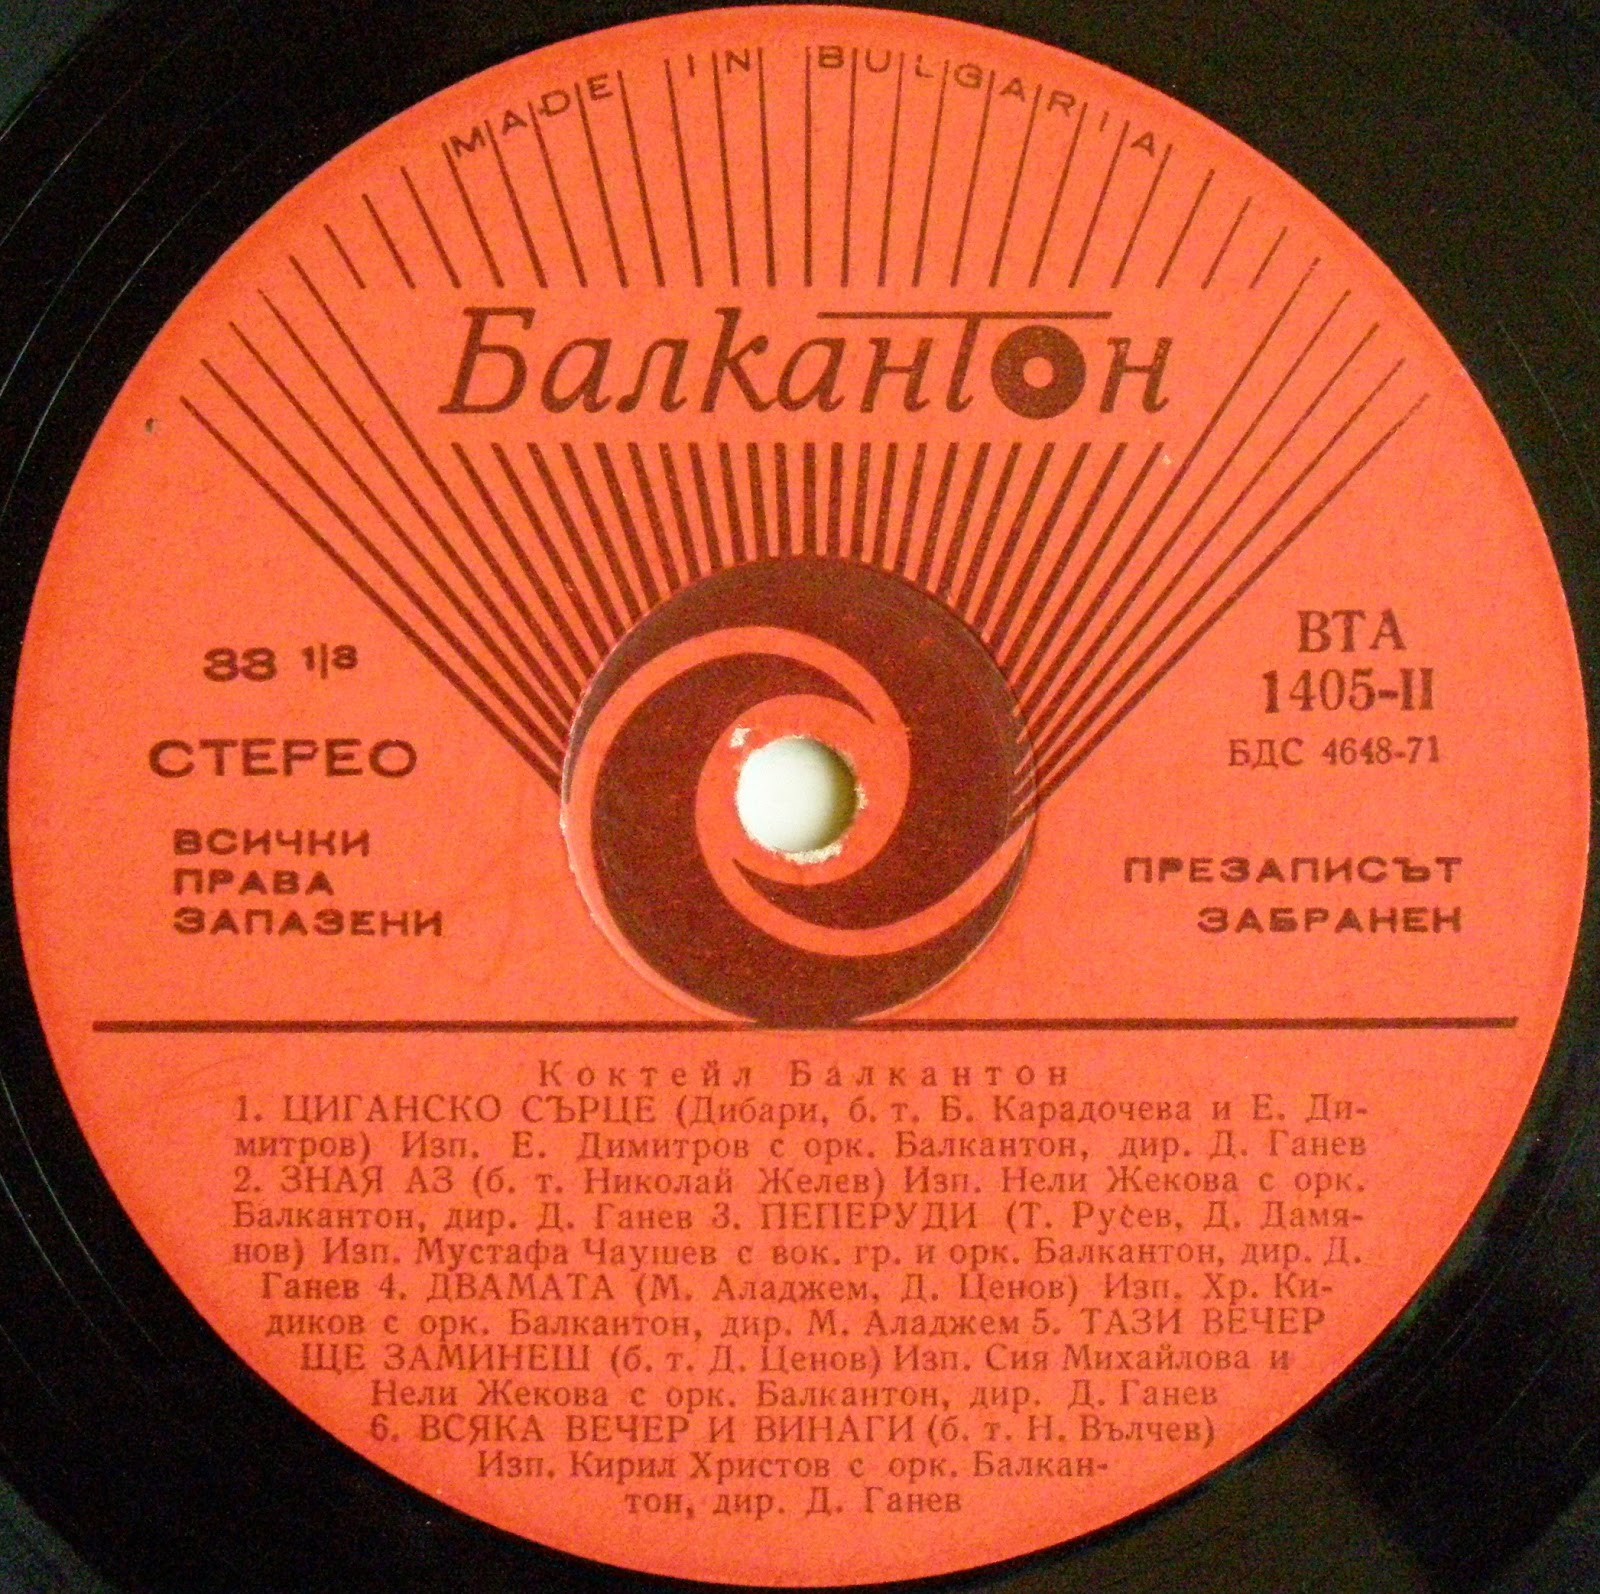 MADE IN BULGARIA
Балкантон
33 1/3
СТЕРЕО
ВСИЧКИ
ПРАВА
ЗАПАЗЕНИ
ВТА
1405-II
БДС 4648-71
ПРЕЗАПИСЪТ
ЗАБРАНЕН
Коктейл Балкантон
1. ЦИГАНСКО СЪРЦЕ (Дибари, б. т. Б. Карадочева и Е. Ди-
митров) Изп. Е. Димитров с орк. Балкантон, дир. Д. Ганев
2. ЗНАЯ АЗ (б. т. Николай Желев) Изп. Нели Жекова с орк.
Балкантон, дир. Д. Ганев 3. ПЕПЕРУДИ (Т. Русев, Д. Дамя-
нов) Изп. Мустафа Чаушев с вок. гр. и орк. Балкантон, дир. Д.
Ганев 4. ДВАМАТА (М. Аладжем, Д. Ценов) Изп. Хр. Ки-
диков с орк. Балкантон, дир. М. Аладжем 5. ТАЗИ ВЕЧЕР
ЩЕ ЗАМИНЕШ (б. т. Д. Ценов) Изп. Сия Михайлова и
Нели Жекова с орк. Балкантон, дир. Д. Ганев
6. ВСЯКА ВЕЧЕР И ВИНАГИ (б. т. Н. Вълчев)
Изп. Кирил Христов с орк. Балкан-
тон, дир. Д. Ганев